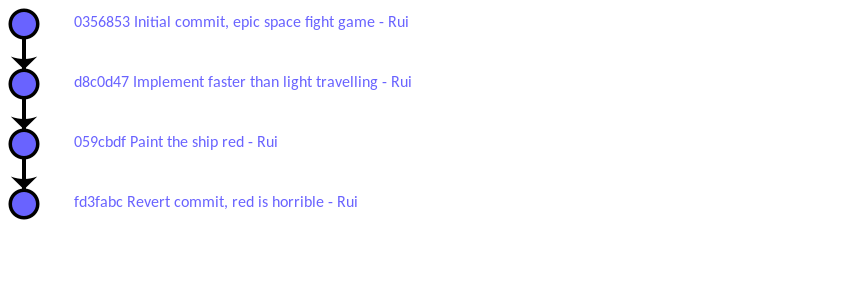 0356853 Initial commit, epic space fight game - Rui
d8c0d47 Implement faster than light travelling - Rui
059cbdf Paint the ship red - Rui
fd3fabc Revert commit, red is horrible - Rui